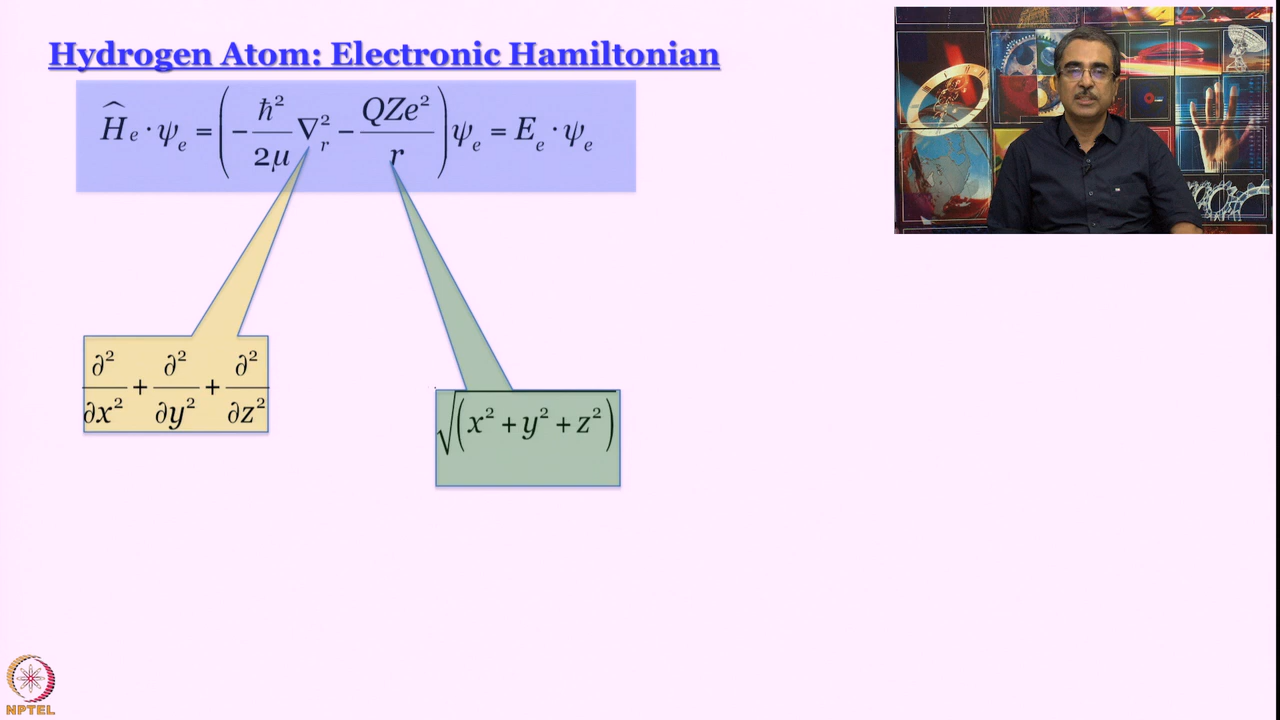 Hydrogen Atom: Electronic Hamiltonian
Ĥ_e · ψ_e = (−ħ²/2μ ∇_r² − QZe²/r) ψ_e = E_e · ψ_e
∂²/∂x² + ∂²/∂y² + ∂²/∂z²
√(x² + y² + z²)
NPTEL